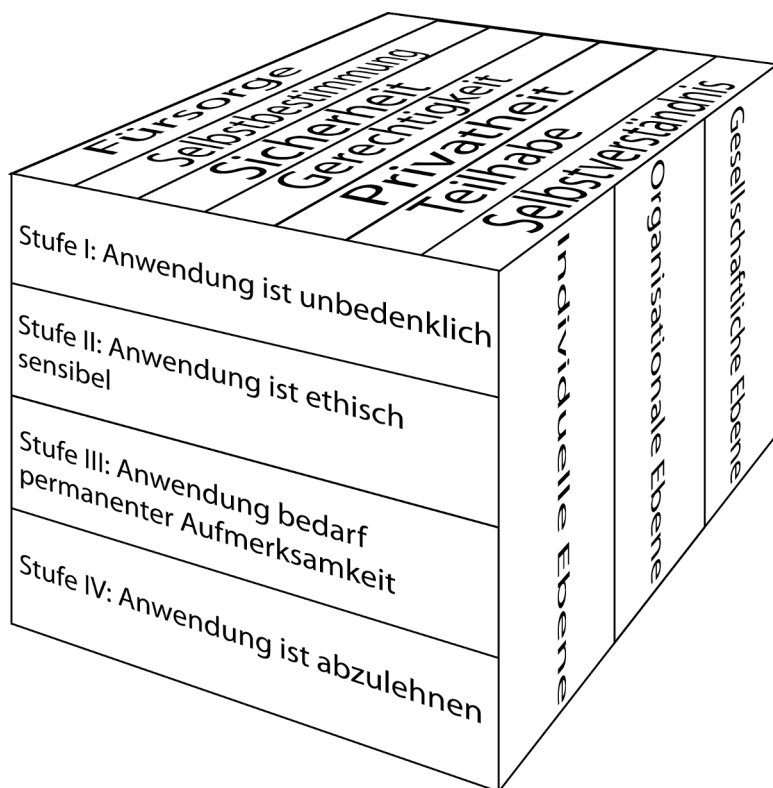 Fürsorge
Selbstbestimmung
Sicherheit
Gerechtigkeit
Privatheit
Teilhabe
Selbstverständnis
Stufe I: Anwendung ist unbedenklich
Stufe II: Anwendung ist ethisch
sensibel
Stufe III: Anwendung bedarf
permanenter Aufmerksamkeit
Stufe IV: Anwendung ist abzulehnen
Individuelle Ebene
Organisationale Ebene
Gesellschaftliche Ebene